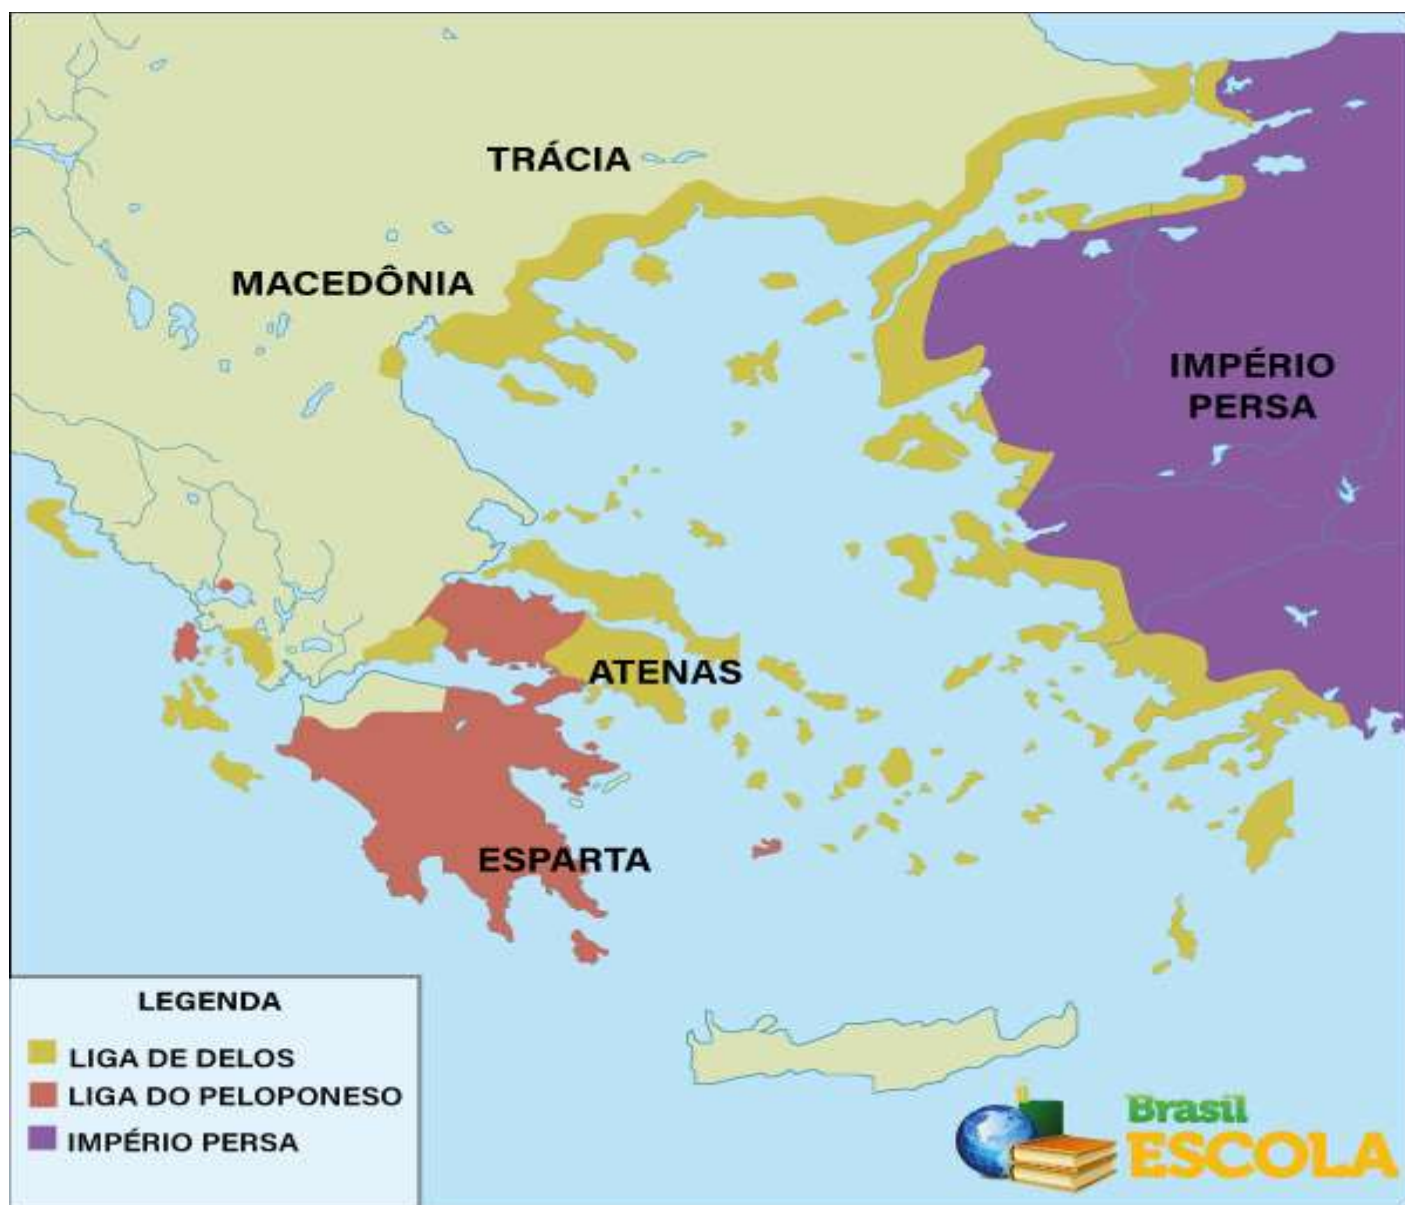 TRÁCIA
MACEDÔNIA
IMPÉRIO
PERSA
ATENAS
ESPARTA
LEGENDA
LIGA DE DELOS
LIGA DO PELOPONESO
IMPÉRIO PERSA
Brasil
ESCOLA